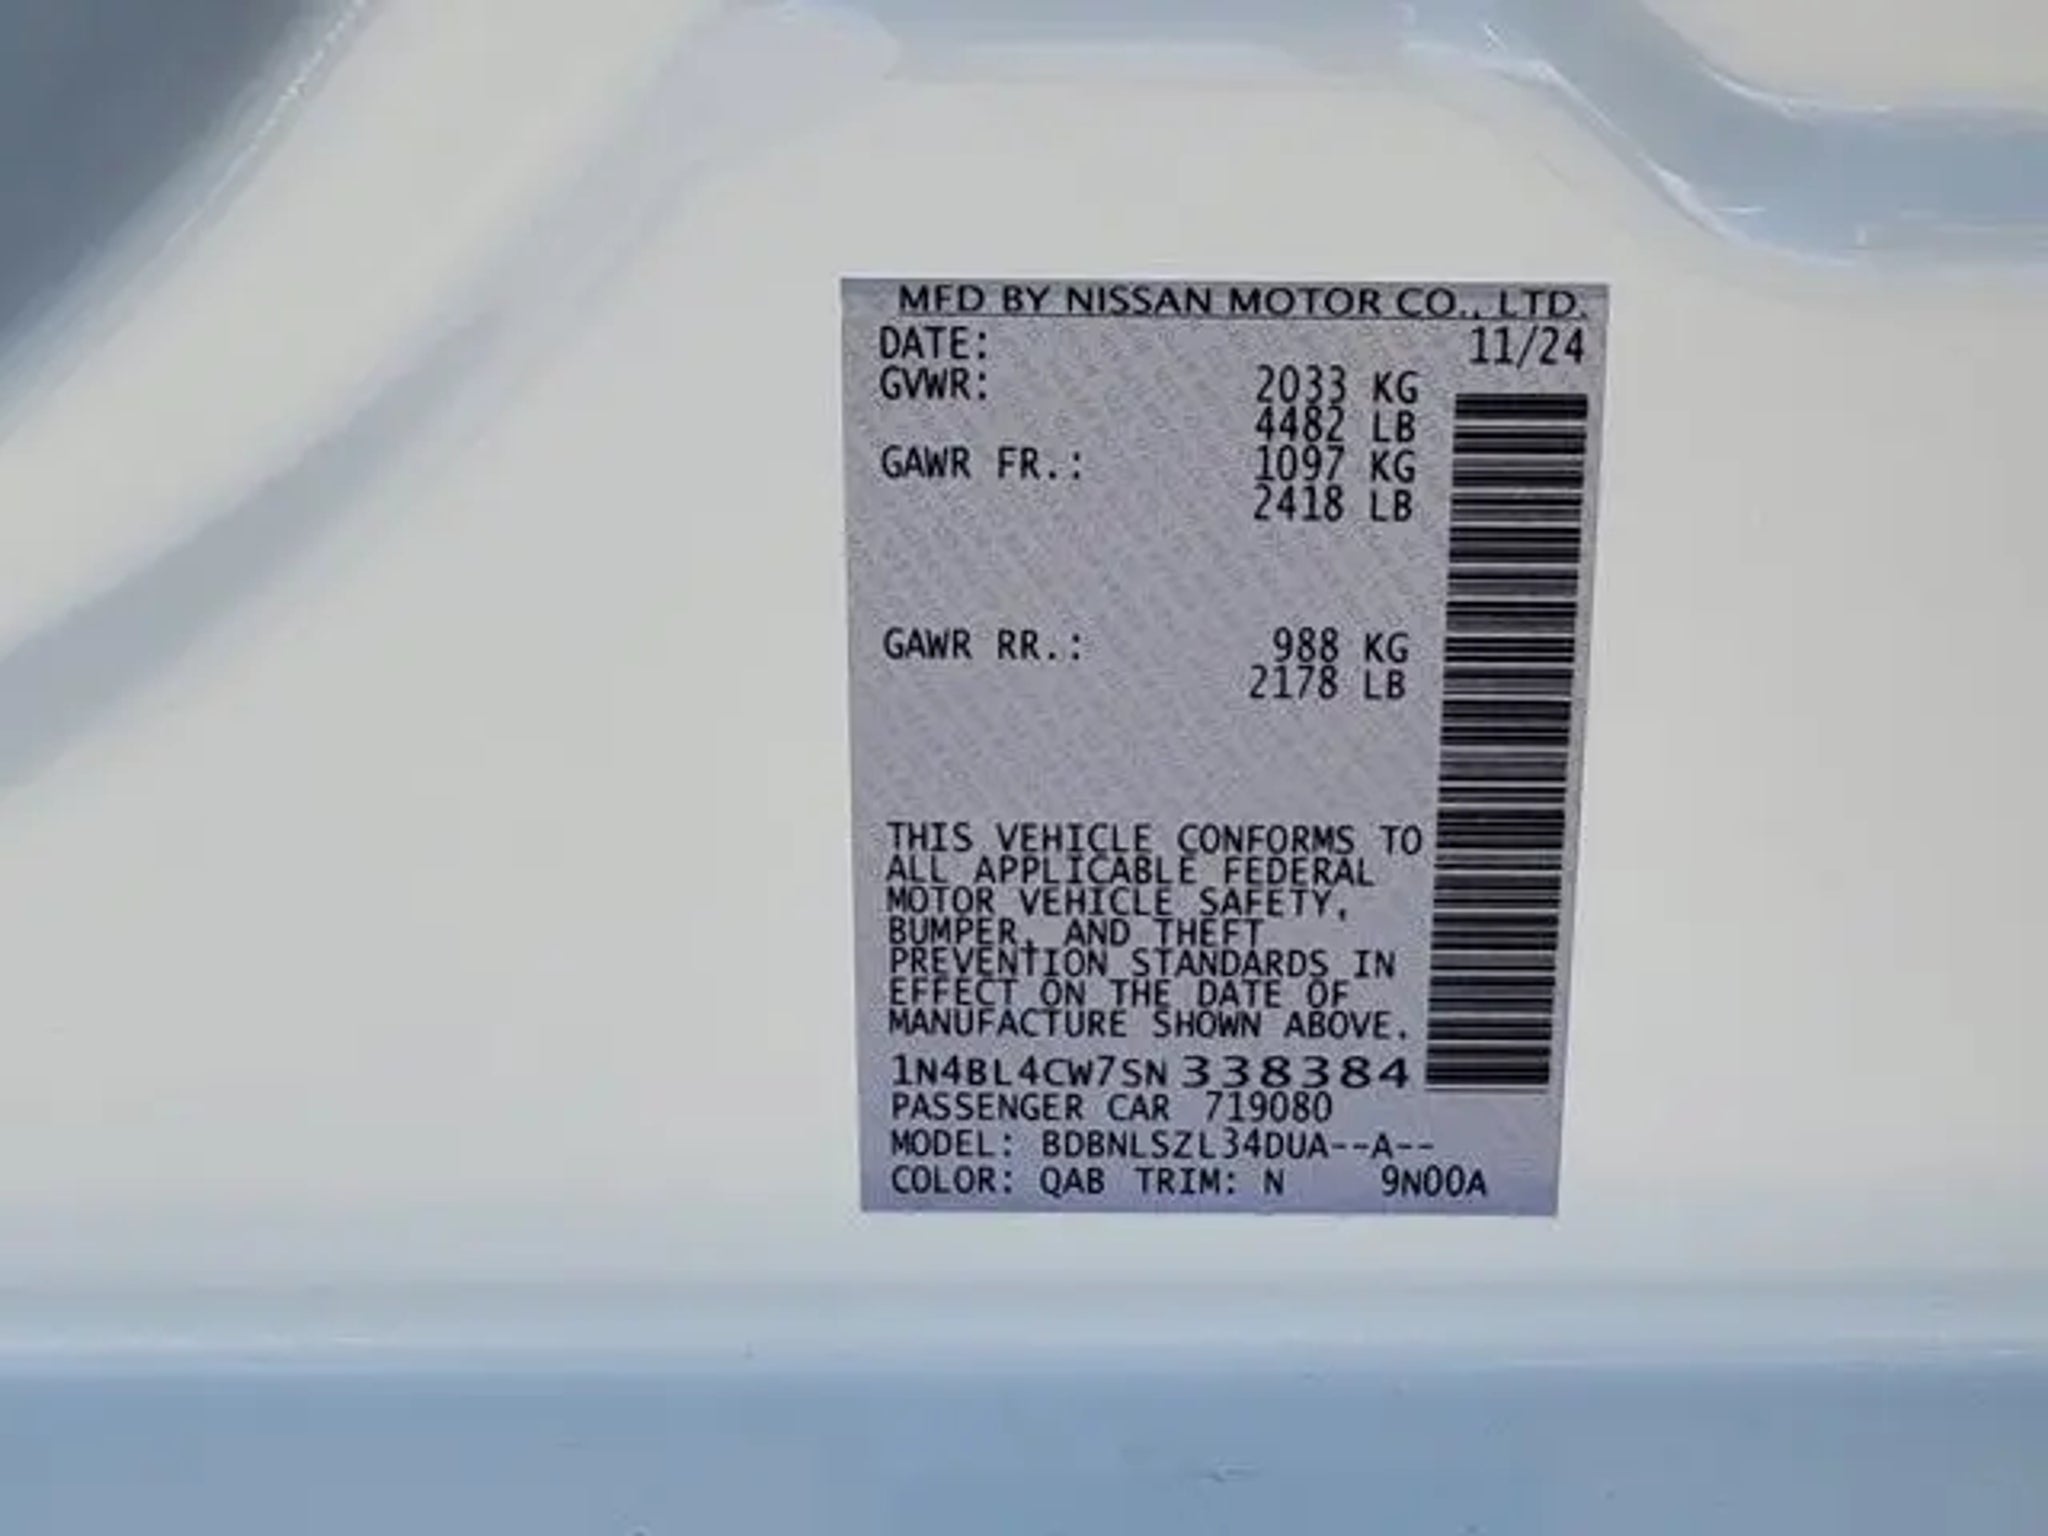 MFD BY NISSAN MOTOR CO., LTD.
DATE: 11/24
GVWR: 2033 KG
4482 LB
GAWR FR.: 1097 KG
2418 LB
GAWR RR.: 988 KG
2178 LB
THIS VEHICLE CONFORMS TO
ALL APPLICABLE FEDERAL
MOTOR VEHICLE SAFETY,
BUMPER, AND THEFT
PREVENTION STANDARDS IN
EFFECT ON THE DATE OF
MANUFACTURE SHOWN ABOVE.
1N4BL4CW7SN338384
PASSENGER CAR 719080
MODEL: BDBNLSZL34DUA--A--
COLOR: QAB TRIM: N 9N00A